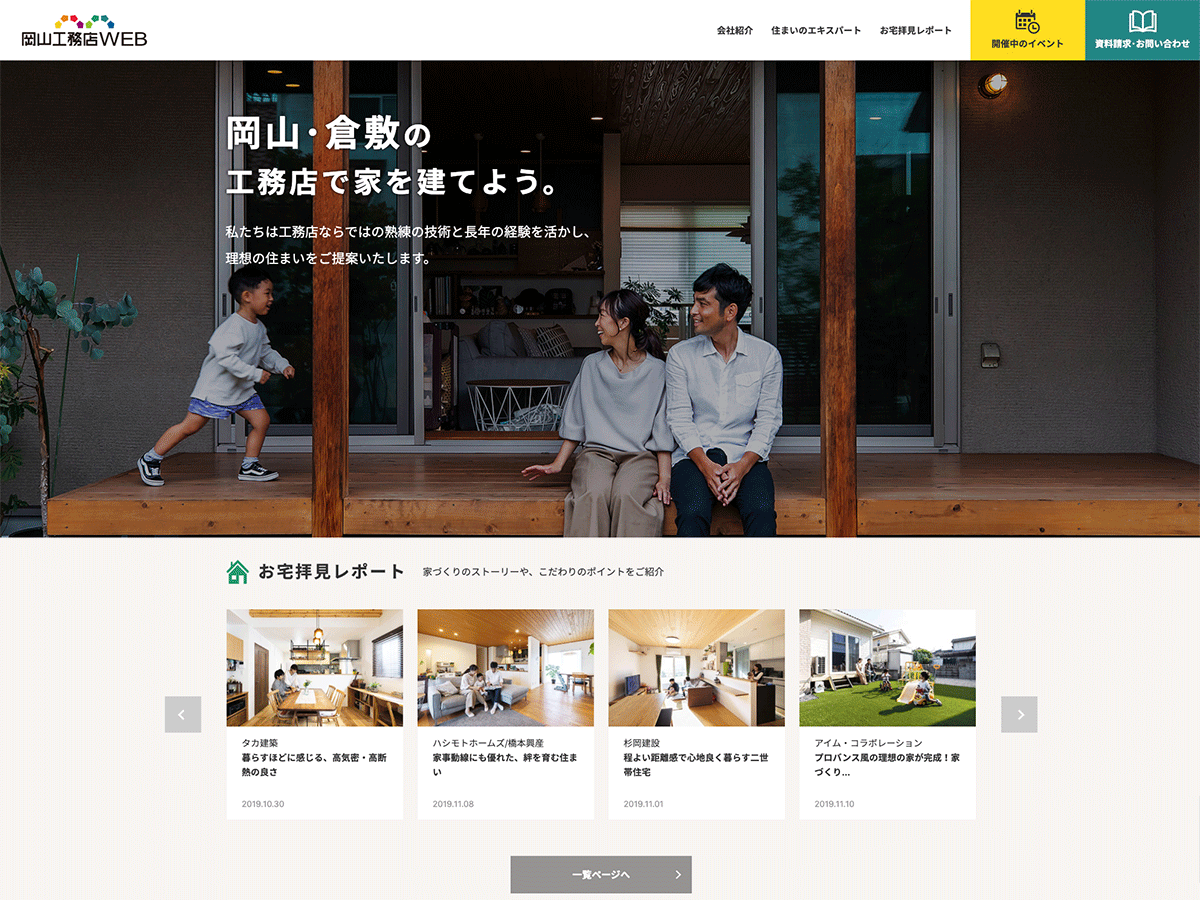 岡山工務店WEB
会社紹介
住まいのエキスパート
お宅拝見レポート
開催中のイベント
資料請求・お問い合わせ
岡山・倉敷の
工務店で家を建てよう。
私たちは工務店ならではの熟練の技術と長年の経験を活かし、
理想の住まいをご提案いたします。
お宅拝見レポート
家づくりのストーリーや、こだわりのポイントをご紹介
タカ建築
暮らすほどに感じる、高気密・高断
熱の良さ
2019.10.30
ハシモトホームズ/橋本興産
家事動線にも優れた、絆を育む住ま
い
2019.11.08
杉岡建設
程よい距離感で心地良く暮らす二世
帯住宅
2019.11.01
アイム・コラボレーション
プロバンス風の理想の家が完成！家
づくり...
2019.11.10
一覧ページへ